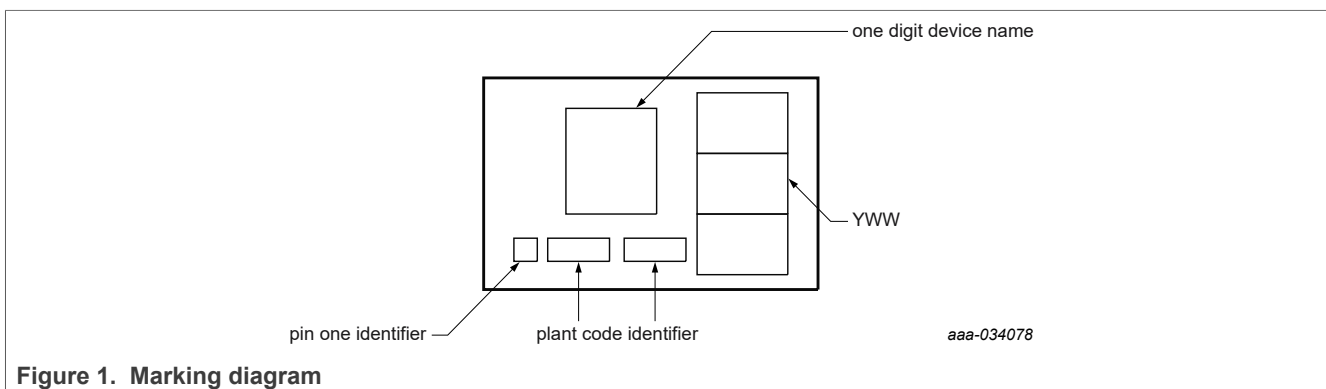 one digit device name
YWW
pin one identifier
plant code identifier
aaa-034078
Figure 1. Marking diagram